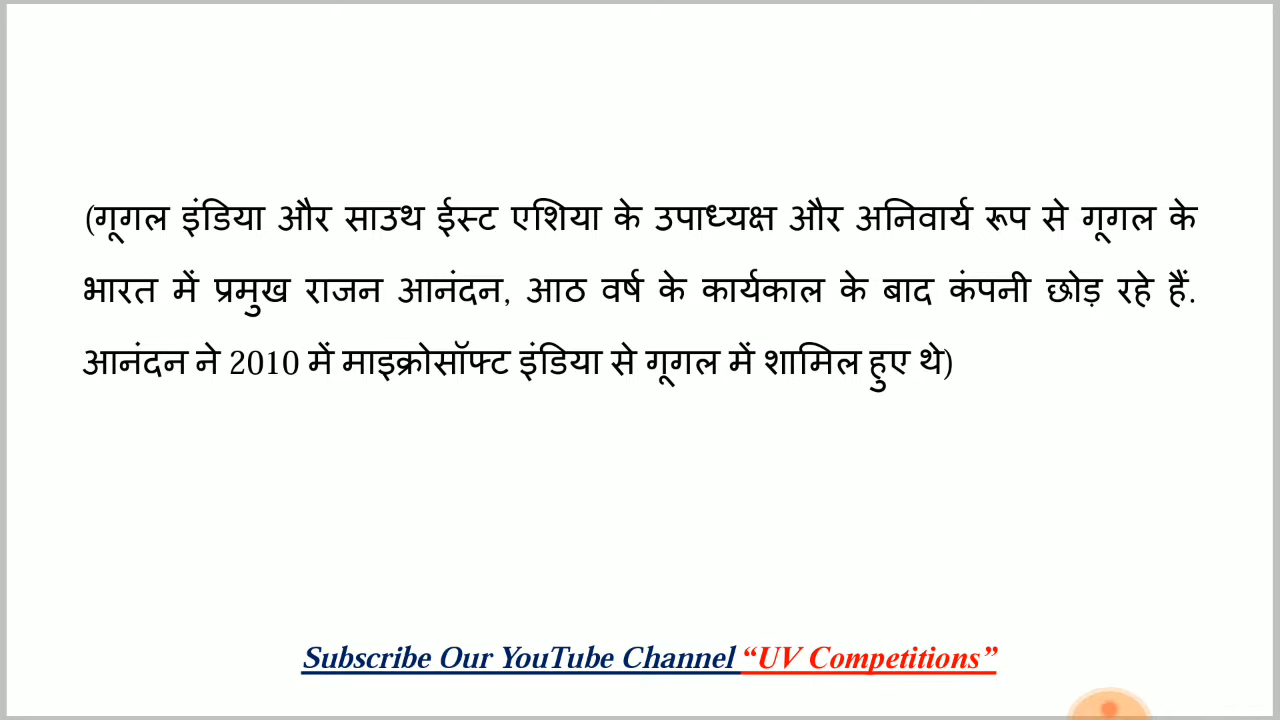 (गूगल इंडिया और साउथ ईस्ट एशिया के उपाध्यक्ष और अनिवार्य रूप से गूगल के
भारत में प्रमुख राजन आनंदन, आठ वर्ष के कार्यकाल के बाद कंपनी छोड़ रहे हैं.
आनंदन ने 2010 में माइक्रोसॉफ्ट इंडिया से गूगल में शामिल हुए थे)
Subscribe Our YouTube Channel “UV Competitions”